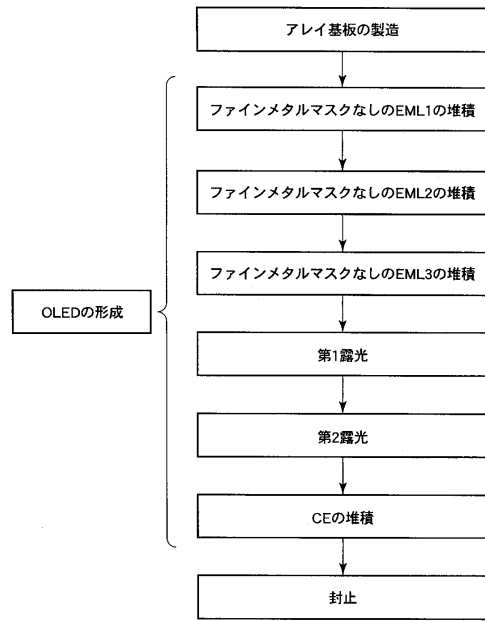 アレイ基板の製造
ファインメタルマスクなしのEML1の堆積
ファインメタルマスクなしのEML2の堆積
ファインメタルマスクなしのEML3の堆積
OLEDの形成
第1露光
第2露光
CEの堆積
封止